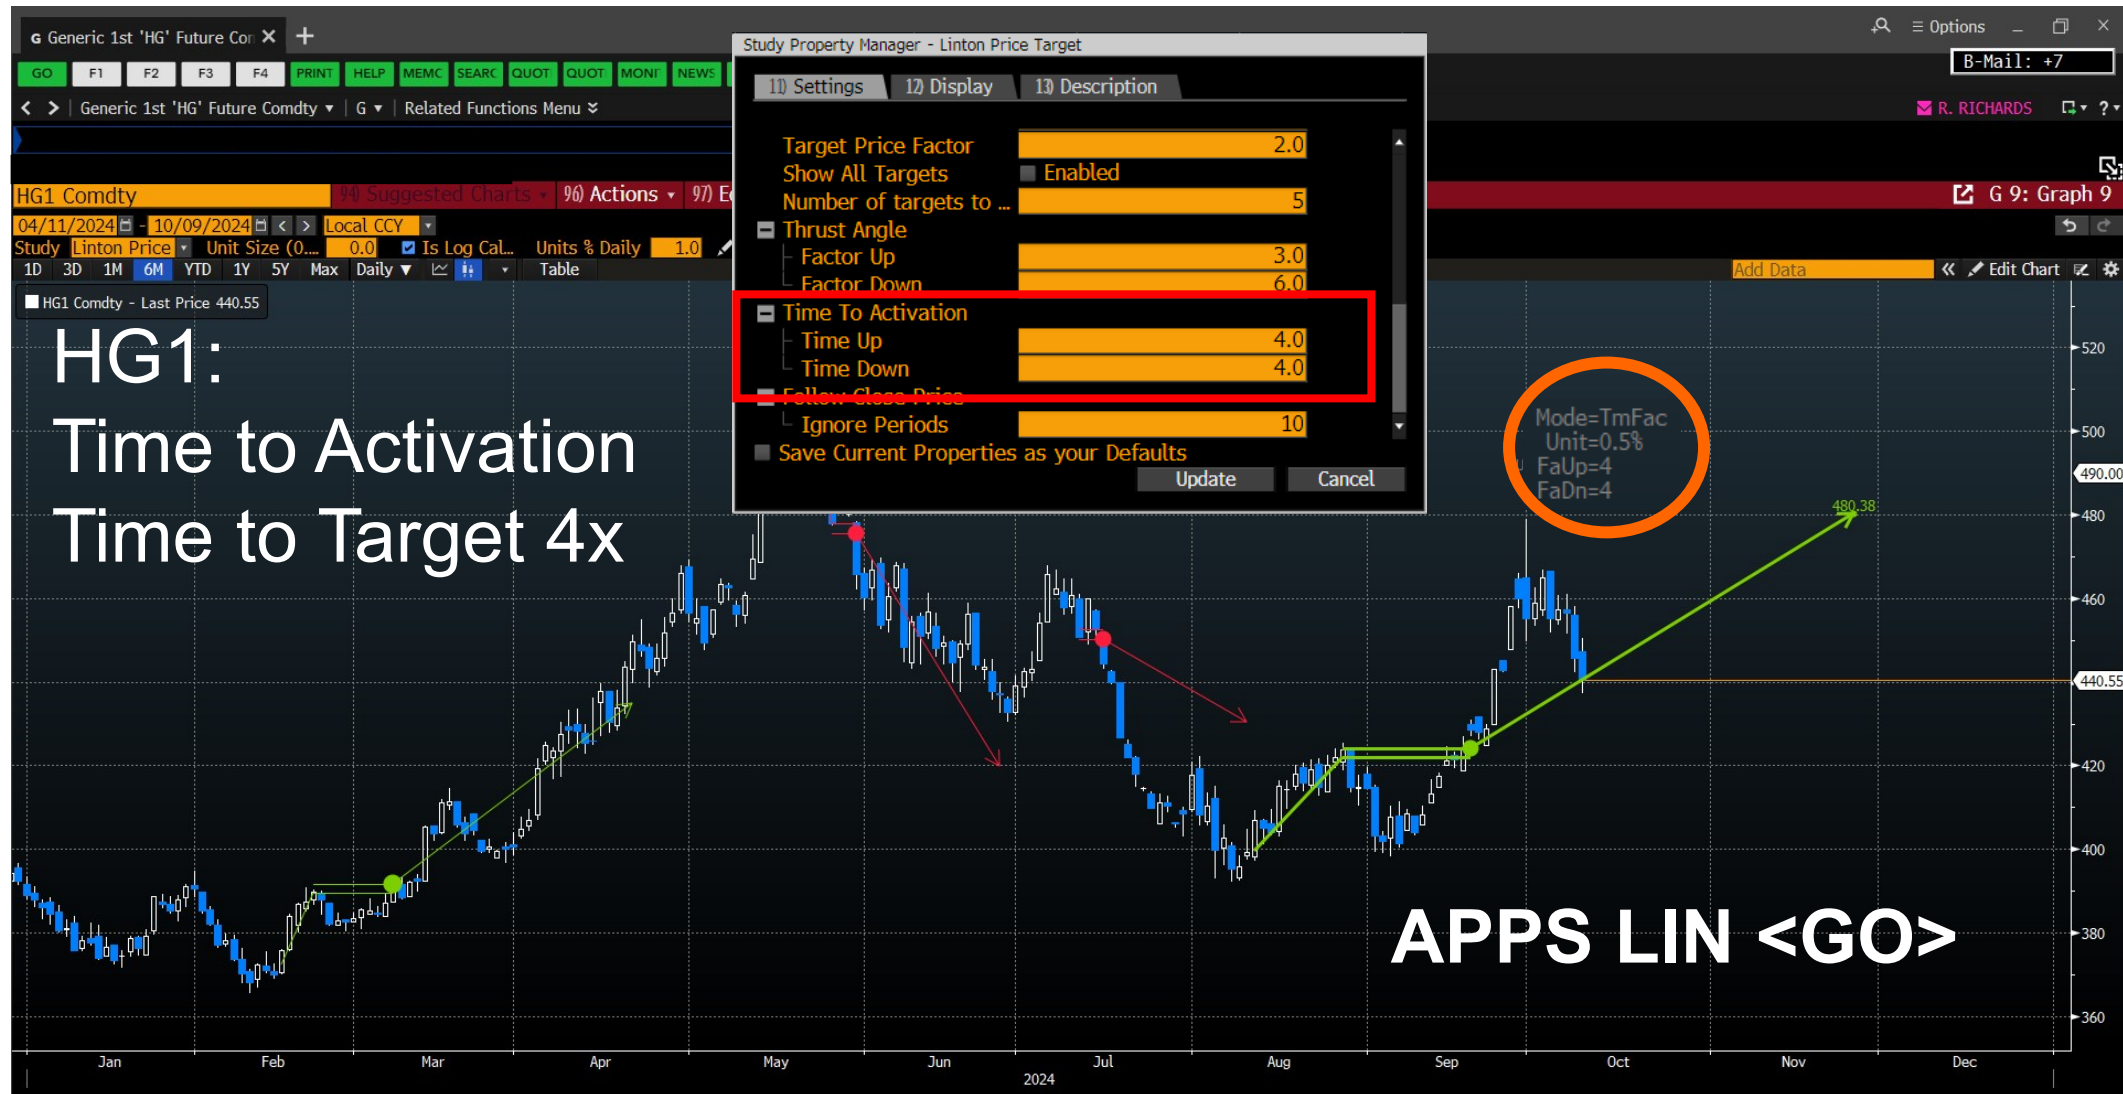 G Generic 1st 'HG' Future Con
Options
B-Mail: +7
GO F1 F2 F3 F4 PRINT HELP MEMC SEARC QUOT QUOT MONI NEWS
< > Generic 1st 'HG' Future Comdty G Related Functions Menu
R. RICHARDS ?
HG1 Comdty 94) Suggested Charts 96) Actions 97) E
G 9: Graph 9
04/11/2024 - 10/09/2024 < > Local CCY
Study Linton Price Unit Size (0.... 0.0 Is Log Cal... Units % Daily 1.0
1D 3D 1M 6M YTD 1Y 5Y Max Daily Table
Add Data « Edit Chart
HG1 Comdty - Last Price 440.55
Study Property Manager - Linton Price Target
11) Settings 12) Display 13) Description
Target Price Factor 2.0
Show All Targets Enabled
Number of targets to ... 5
Thrust Angle
Factor Up 3.0
Factor Down 6.0
Time To Activation
Time Up 4.0
Time Down 4.0
Follow Close Price
Ignore Periods 10
Save Current Properties as your Defaults
Update Cancel
HG1:
Time to Activation
Time to Target 4x
Mode=TmFac
Unit=0.5%
FaUp=4
FaDn=4
480.38
520
500
490.00
480
460
440.55
420
400
380
360
APPS LIN <GO>
Jan Feb Mar Apr May Jun Jul Aug Sep Oct Nov Dec
2024